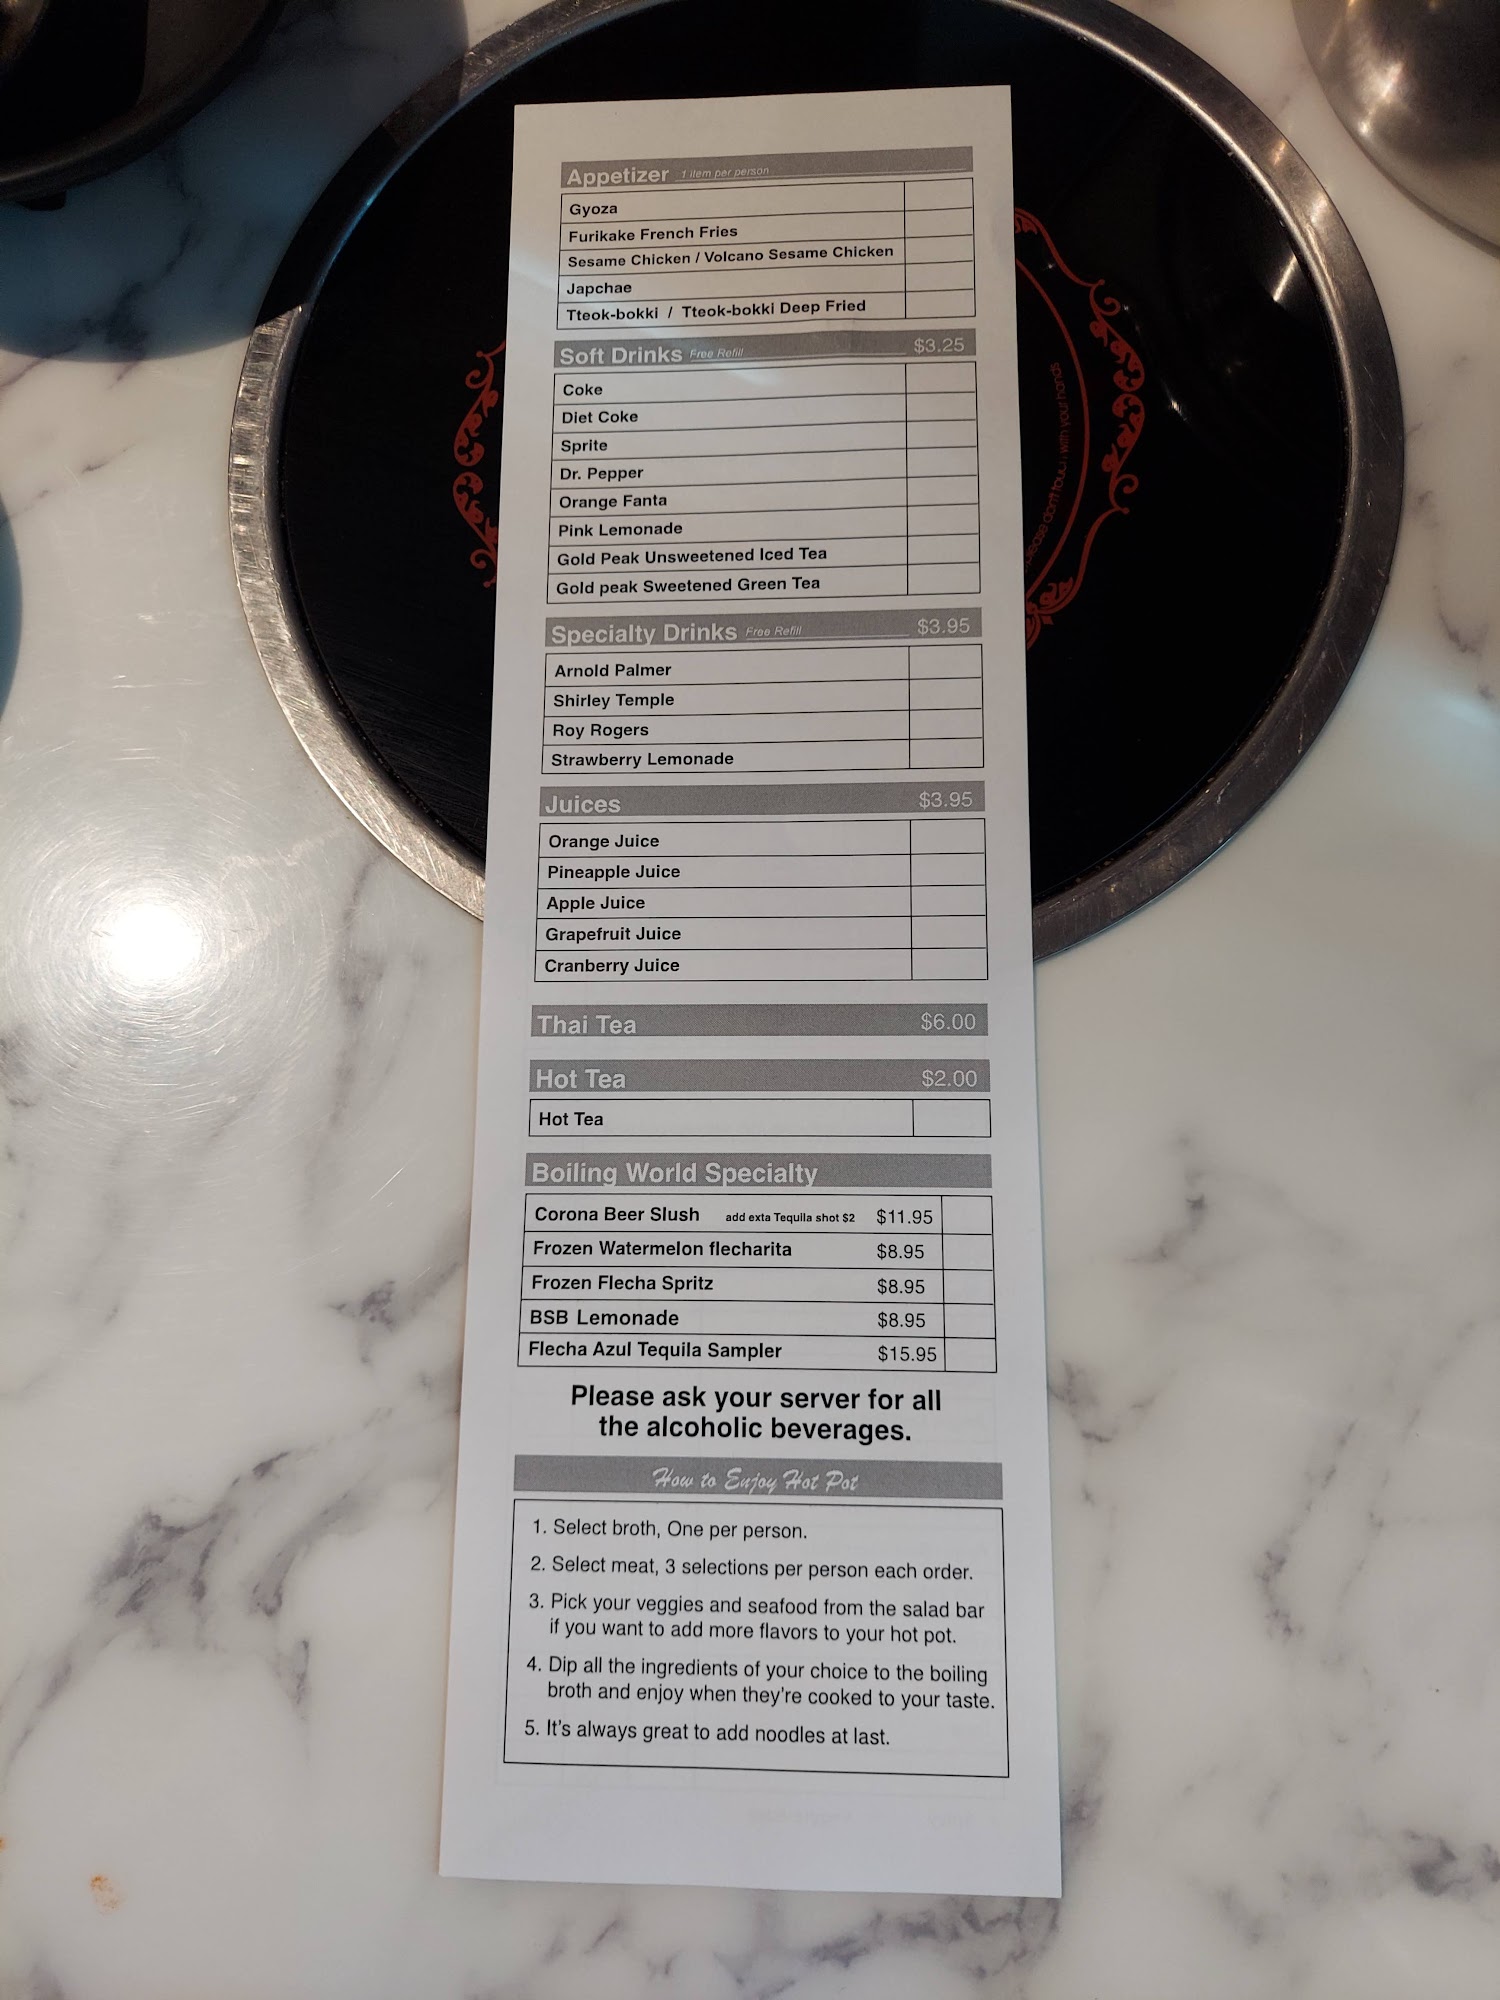 Appetizer 1 item per person
Gyoza
Furikake French Fries
Sesame Chicken / Volcano Sesame Chicken
Japchae
Tteok-bokki / Tteok-bokki Deep Fried
Soft Drinks Free Refill $3.25
Coke
Diet Coke
Sprite
Dr. Pepper
Orange Fanta
Pink Lemonade
Gold Peak Unsweetened Iced Tea
Gold peak Sweetened Green Tea
Specialty Drinks Free Refill $3.95
Arnold Palmer
Shirley Temple
Roy Rogers
Strawberry Lemonade
Juices $3.95
Orange Juice
Pineapple Juice
Apple Juice
Grapefruit Juice
Cranberry Juice
Thai Tea $6.00
Hot Tea $2.00
Hot Tea
Boiling World Specialty
Corona Beer Slush add exta Tequila shot $2 $11.95
Frozen Watermelon flecharita $8.95
Frozen Flecha Spritz $8.95
BSB Lemonade $8.95
Flecha Azul Tequila Sampler $15.95
Please ask your server for all
the alcoholic beverages.
How to Enjoy Hot Pot
1. Select broth, One per person.
2. Select meat, 3 selections per person each order.
3. Pick your veggies and seafood from the salad bar
if you want to add more flavors to your hot pot.
4. Dip all the ingredients of your choice to the boiling
broth and enjoy when they're cooked to your taste.
5. It's always great to add noodles at last.
please don't touch with your hands